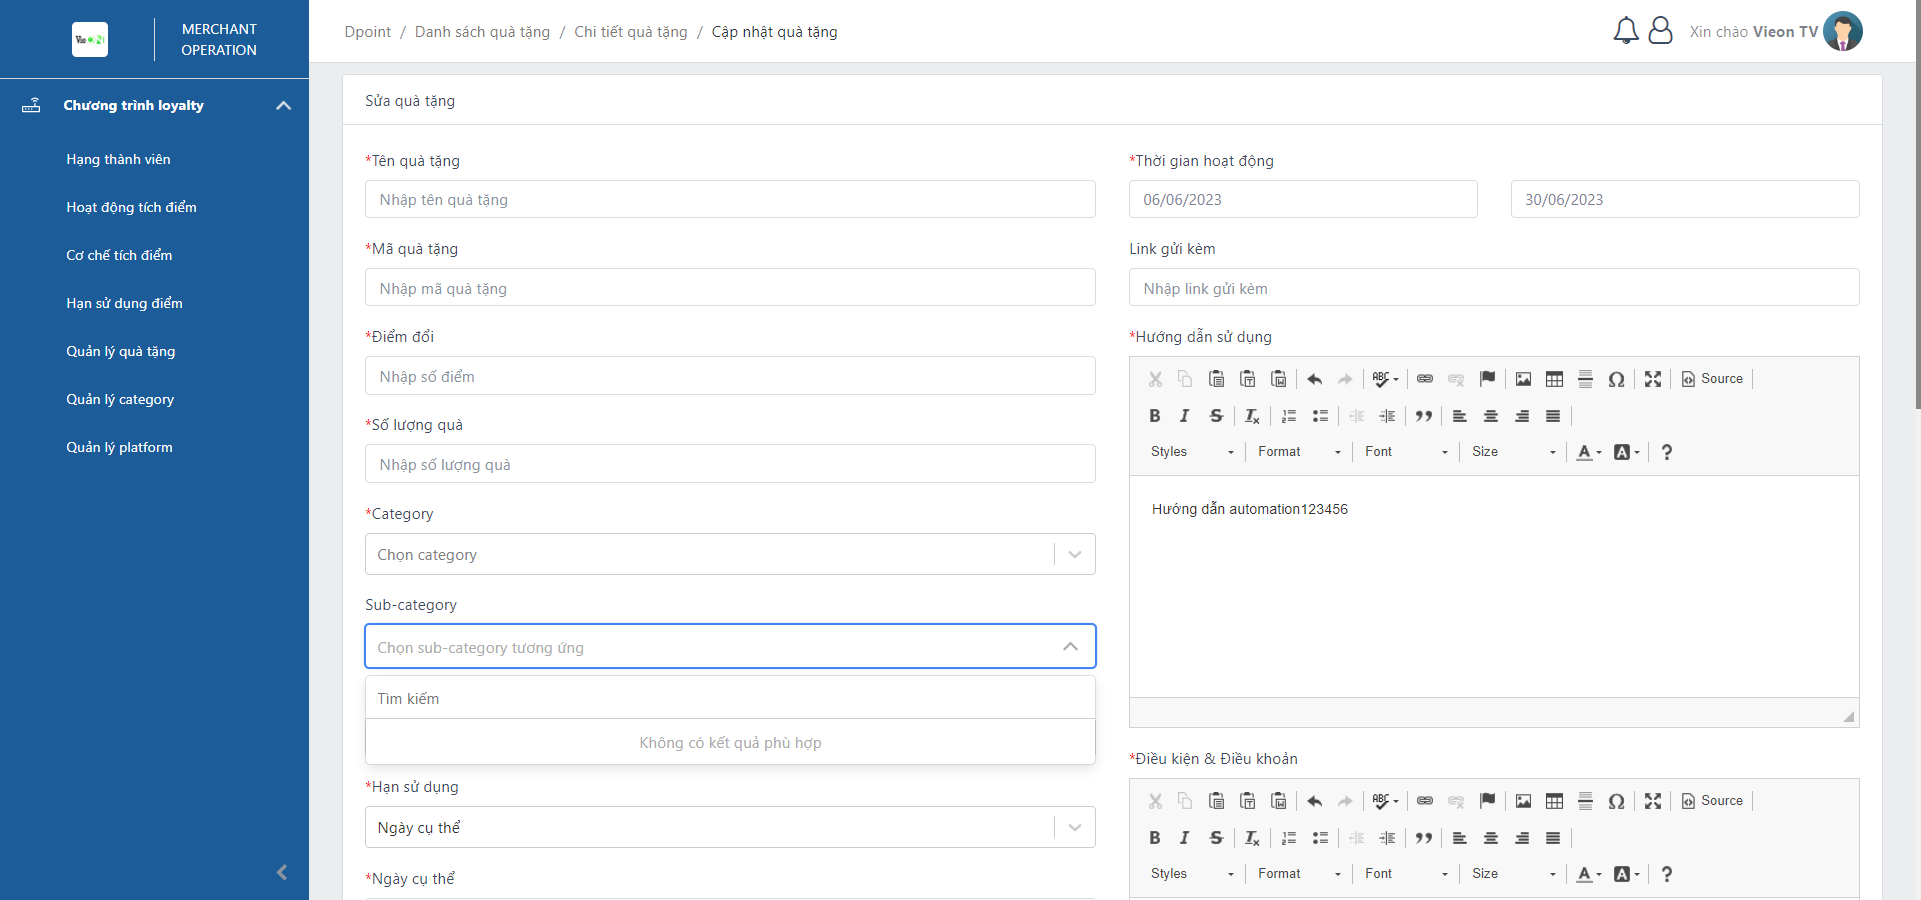 MERCHANT
OPERATION
Chương trình loyalty
Hạng thành viên
Hoạt động tích điểm
Cơ chế tích điểm
Hạn sử dụng điểm
Quản lý quà tặng
Quản lý category
Quản lý platform
Dpoint / Danh sách quà tặng / Chi tiết quà tặng / Cập nhật quà tặng
Xin chào Vieon TV
Sửa quà tặng
*Tên quà tặng
Nhập tên quà tặng
*Mã quà tặng
Nhập mã quà tặng
*Điểm đổi
Nhập số điểm
*Số lượng quà
Nhập số lượng quà
*Category
Chọn category
Sub-category
Chọn sub-category tương ứng
Tìm kiếm
Không có kết quả phù hợp
*Hạn sử dụng
Ngày cụ thể
*Ngày cụ thể
*Thời gian hoạt động
06/06/2023 30/06/2023
Link gửi kèm
Nhập link gửi kèm
*Hướng dẫn sử dụng
Source
Styles Format Font Size
Hướng dẫn automation123456
*Điều kiện & Điều khoản
Source
Styles Format Font Size